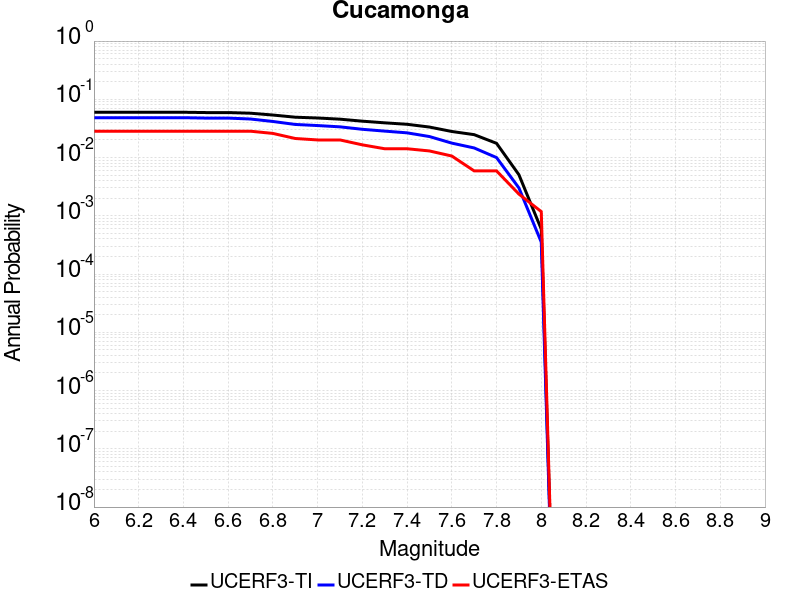 Cucamonga
Annual Probability
10^0
10^-1
10^-2
10^-3
10^-4
10^-5
10^-6
10^-7
10^-8
6 6.2 6.4 6.6 6.8 7 7.2 7.4 7.6 7.8 8 8.2 8.4 8.6 8.8 9
Magnitude
UCERF3-TI UCERF3-TD UCERF3-ETAS